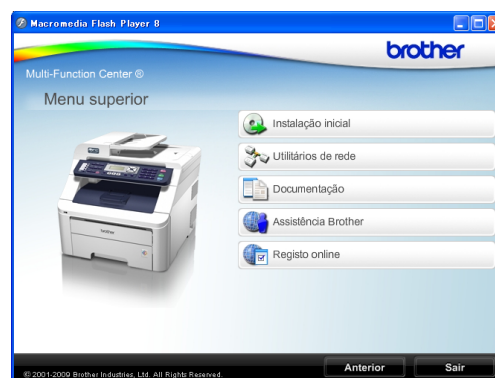 Macromedia Flash Player 8
brother
Multi-Function Center ®
Menu superior
Instalação inicial
Utilitários de rede
Documentação
Assistência Brother
Registo online
brother
© 2001-2009 Brother Industries, Ltd. All Rights Reserved.
Anterior
Sair